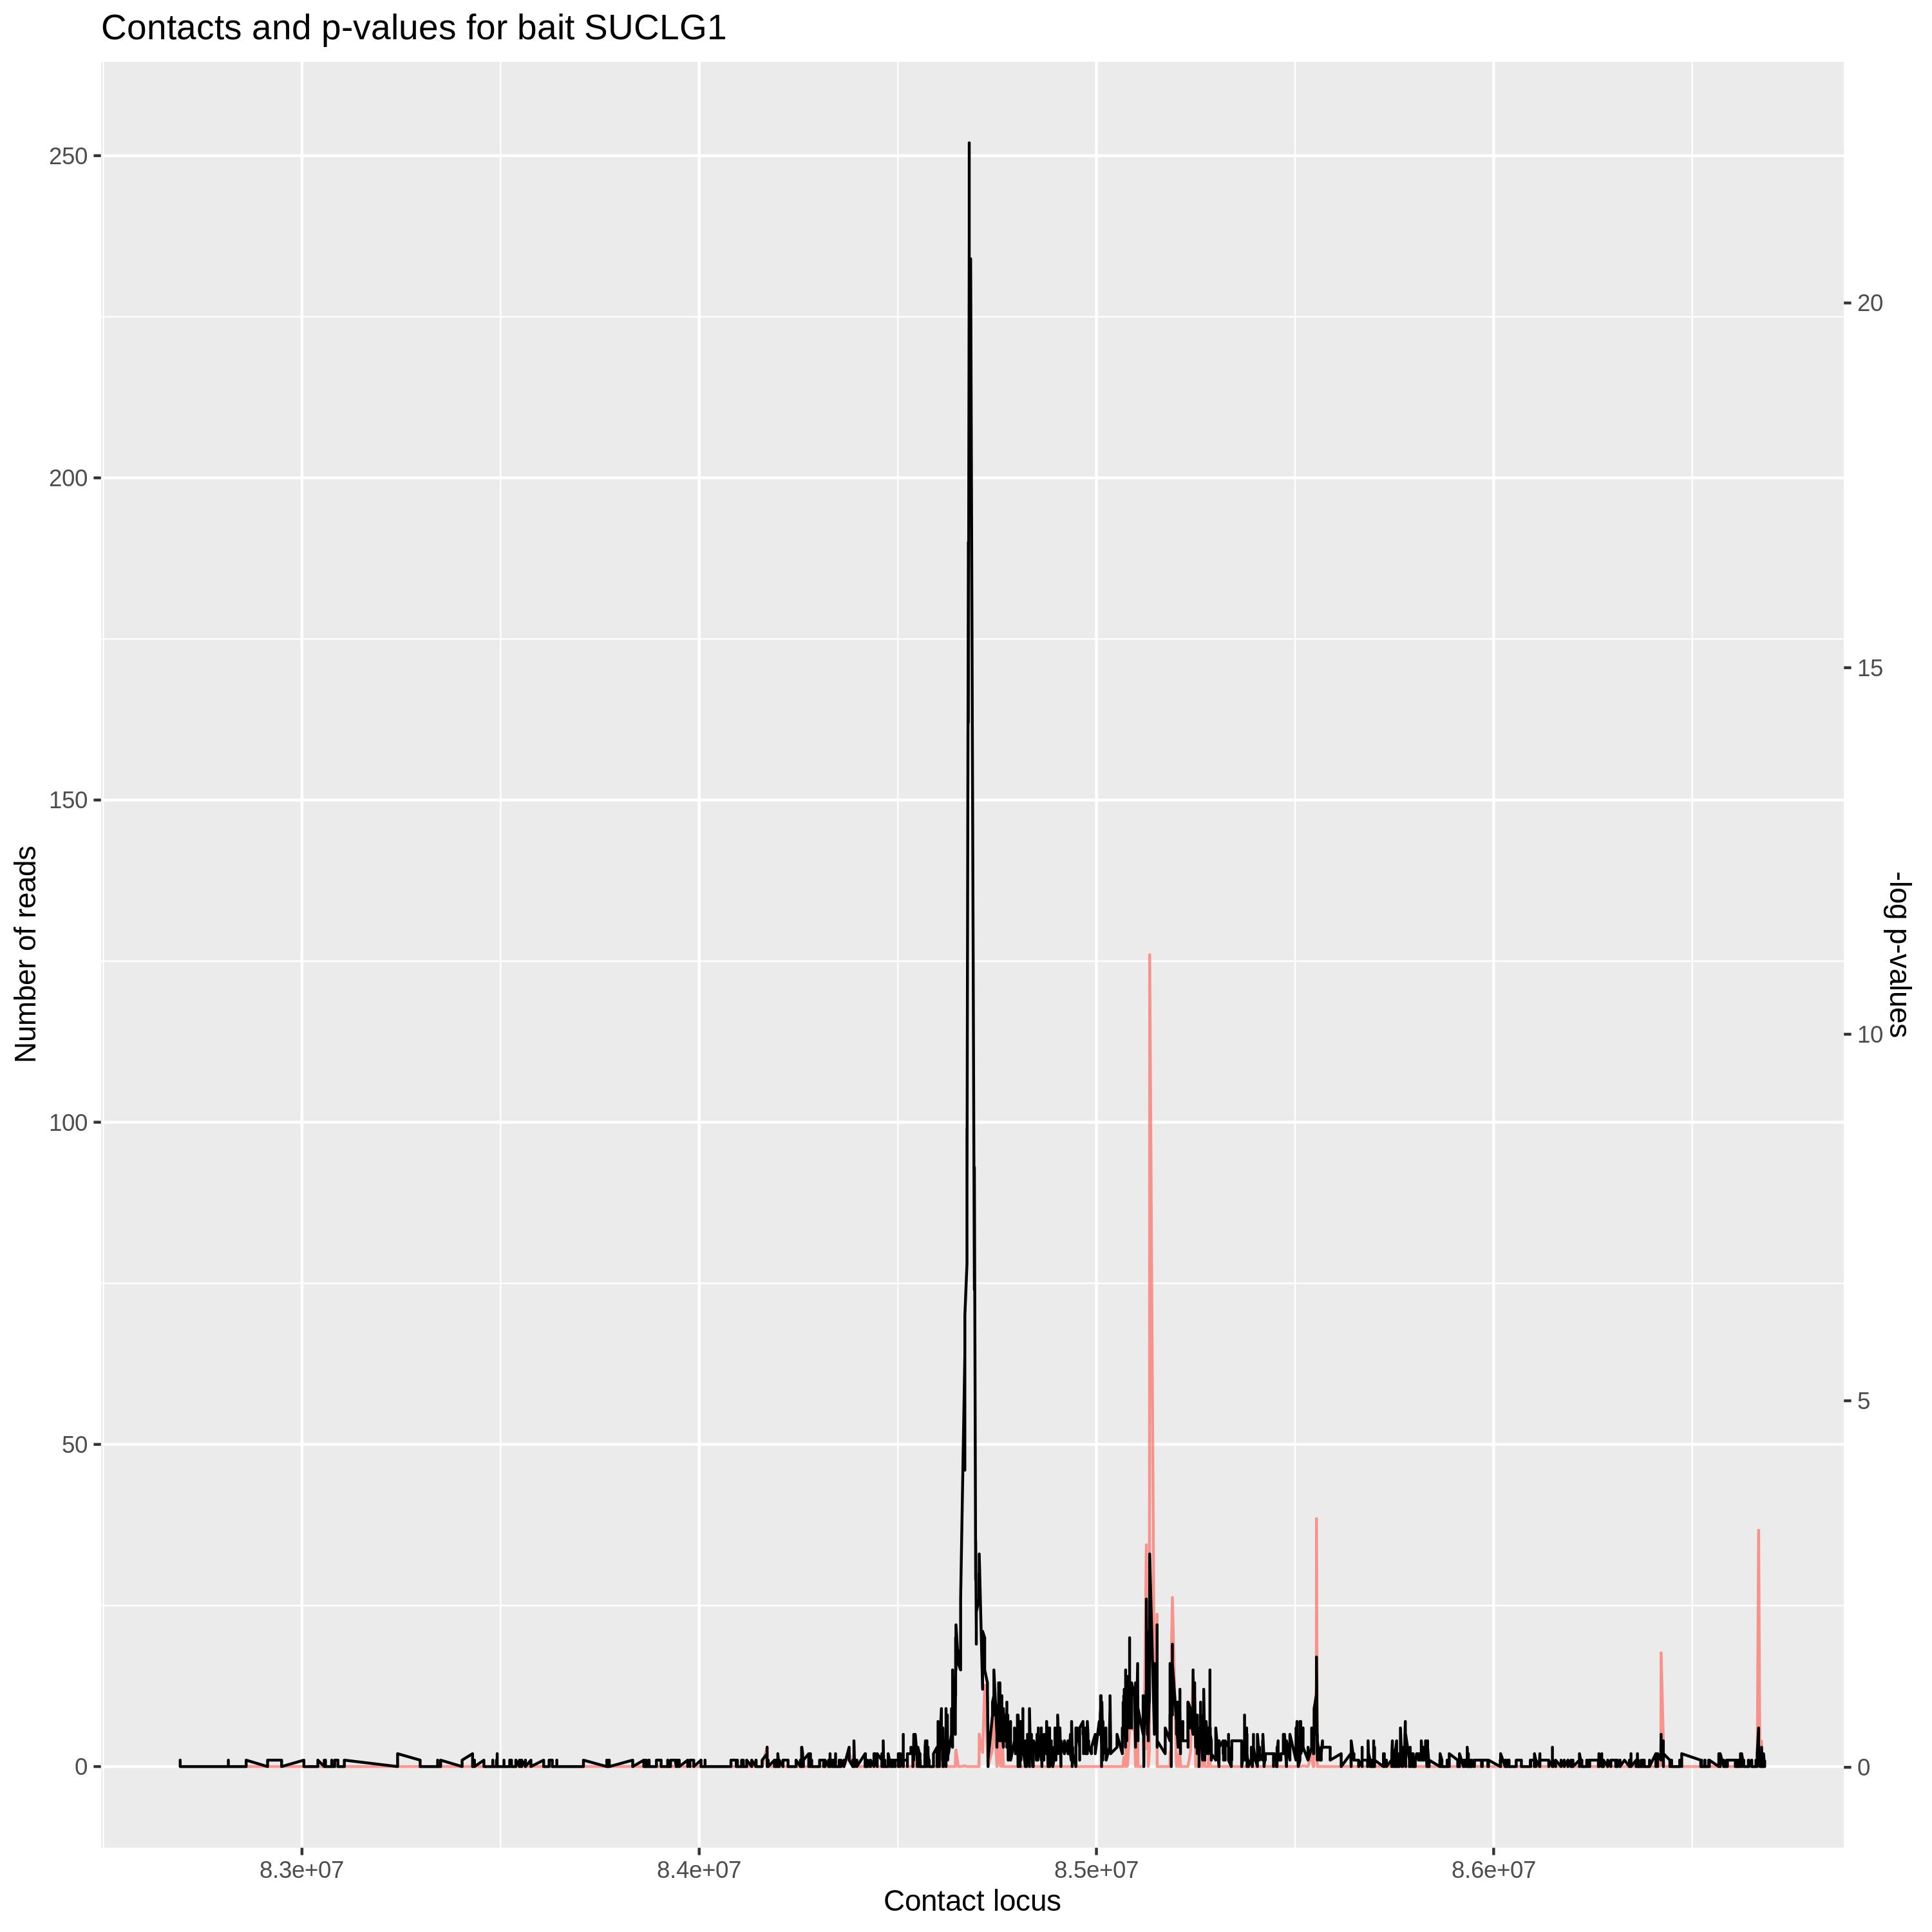 Contacts and p-values for bait SUCLG1
250
200
150
100
50
0
Number of reads
20
15
10
5
0
-log p-values
8.3e+07
8.4e+07
8.5e+07
8.6e+07
Contact locus